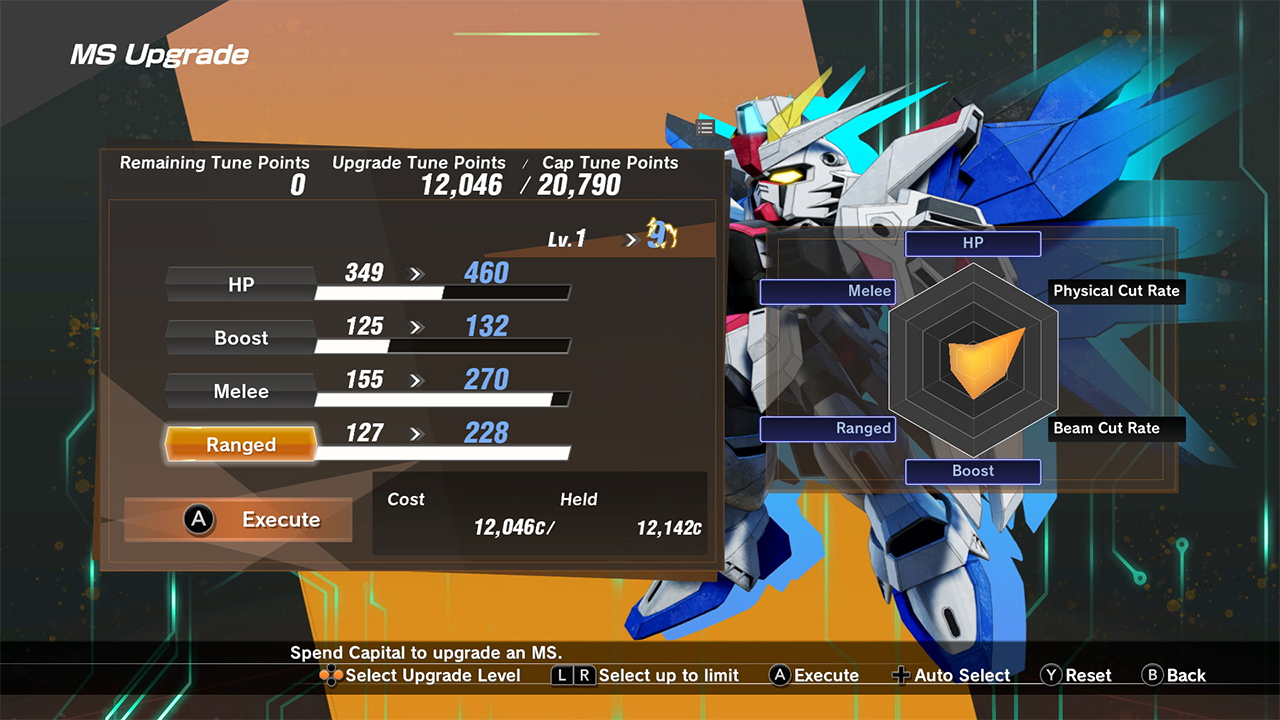 MS Upgrade
Remaining Tune Points Upgrade Tune Points / Cap Tune Points
0 12,046 / 20,790
Lv.1 > 9
HP 349 > 460
Boost 125 > 132
Melee 155 > 270
Ranged 127 > 228
Cost Held
12,046c/ 12,142c
A Execute
HP
Melee Physical Cut Rate
Ranged Beam Cut Rate
Boost
Spend Capital to upgrade an MS.
Select Upgrade Level L R Select up to limit A Execute Auto Select Y Reset B Back